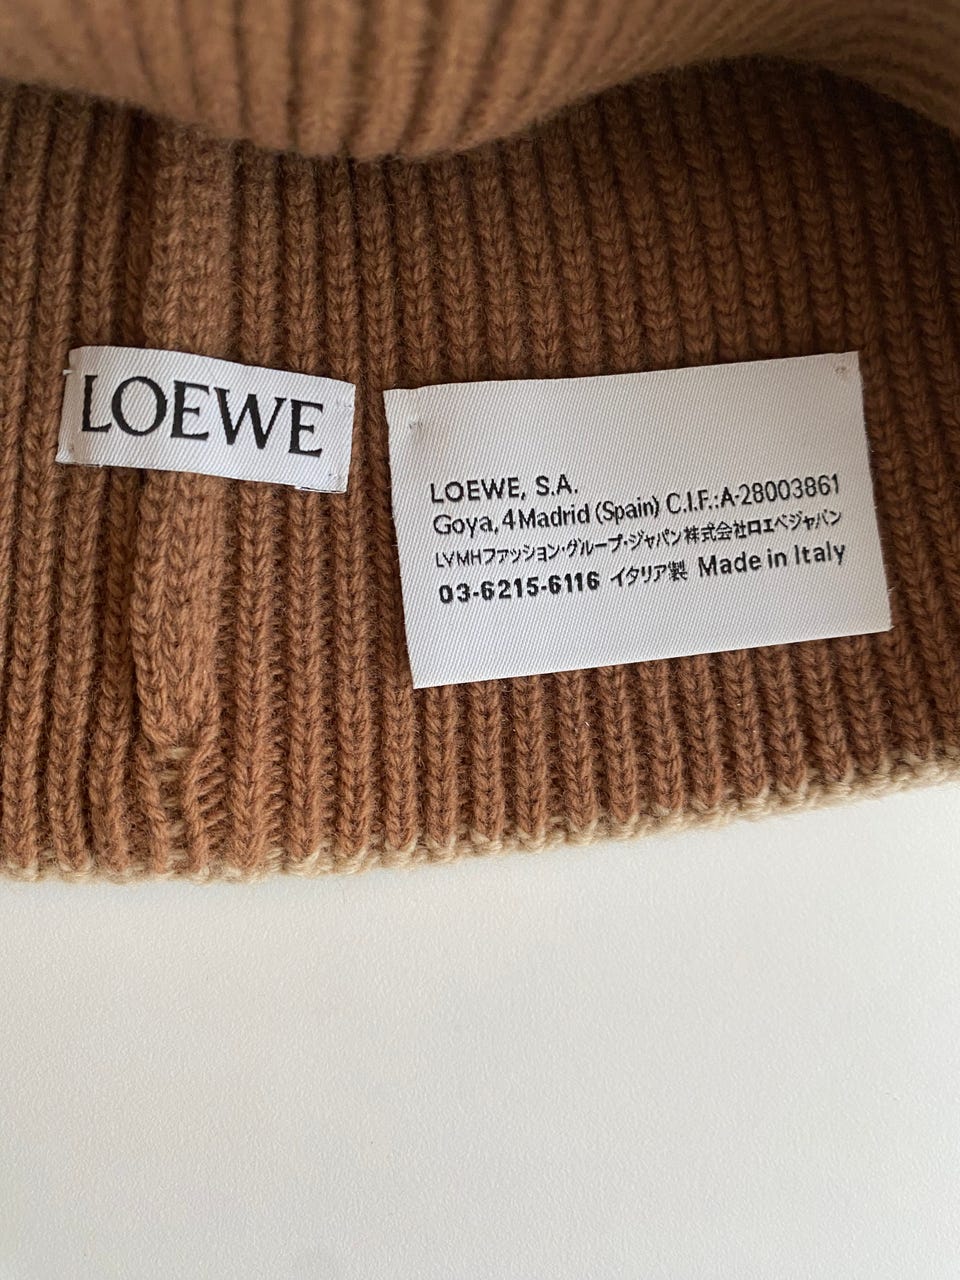 LOEWE
LOEWE, S.A.
Goya, 4 Madrid (Spain) C.I.F.:A-28003861
LVMHファッション・グループ・ジャパン株式会社ロエベジャパン
03-6215-6116 イタリア製 Made in Italy